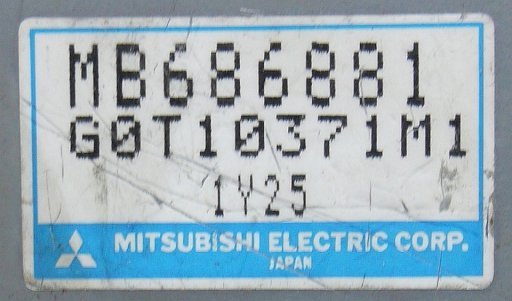 MB686881
G0T10371M1
1Y25
MITSUBISHI ELECTRIC CORP.
JAPAN